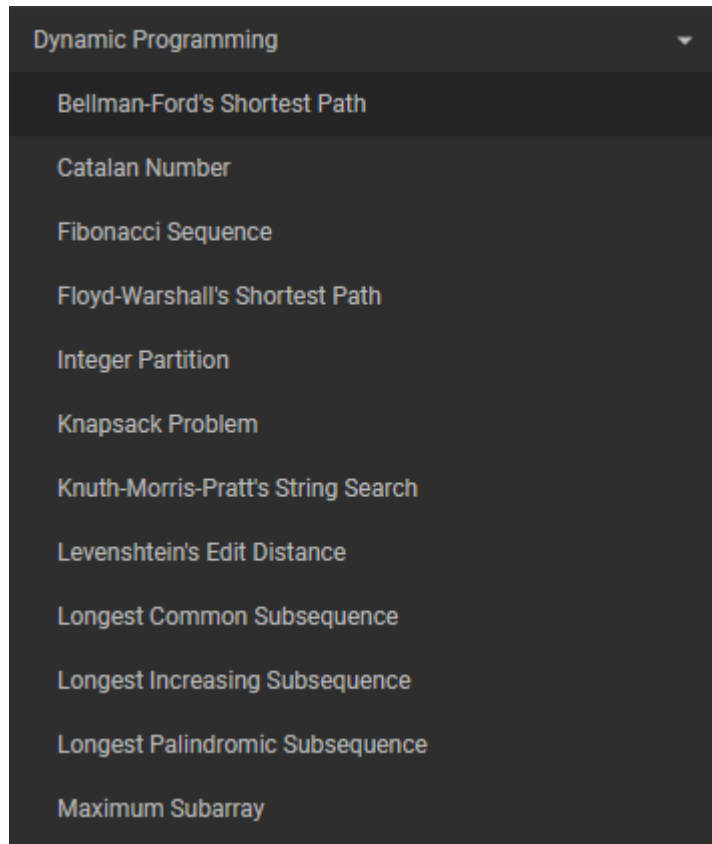 Dynamic Programming
Bellman-Ford's Shortest Path
Catalan Number
Fibonacci Sequence
Floyd-Warshall's Shortest Path
Integer Partition
Knapsack Problem
Knuth-Morris-Pratt's String Search
Levenshtein's Edit Distance
Longest Common Subsequence
Longest Increasing Subsequence
Longest Palindromic Subsequence
Maximum Subarray